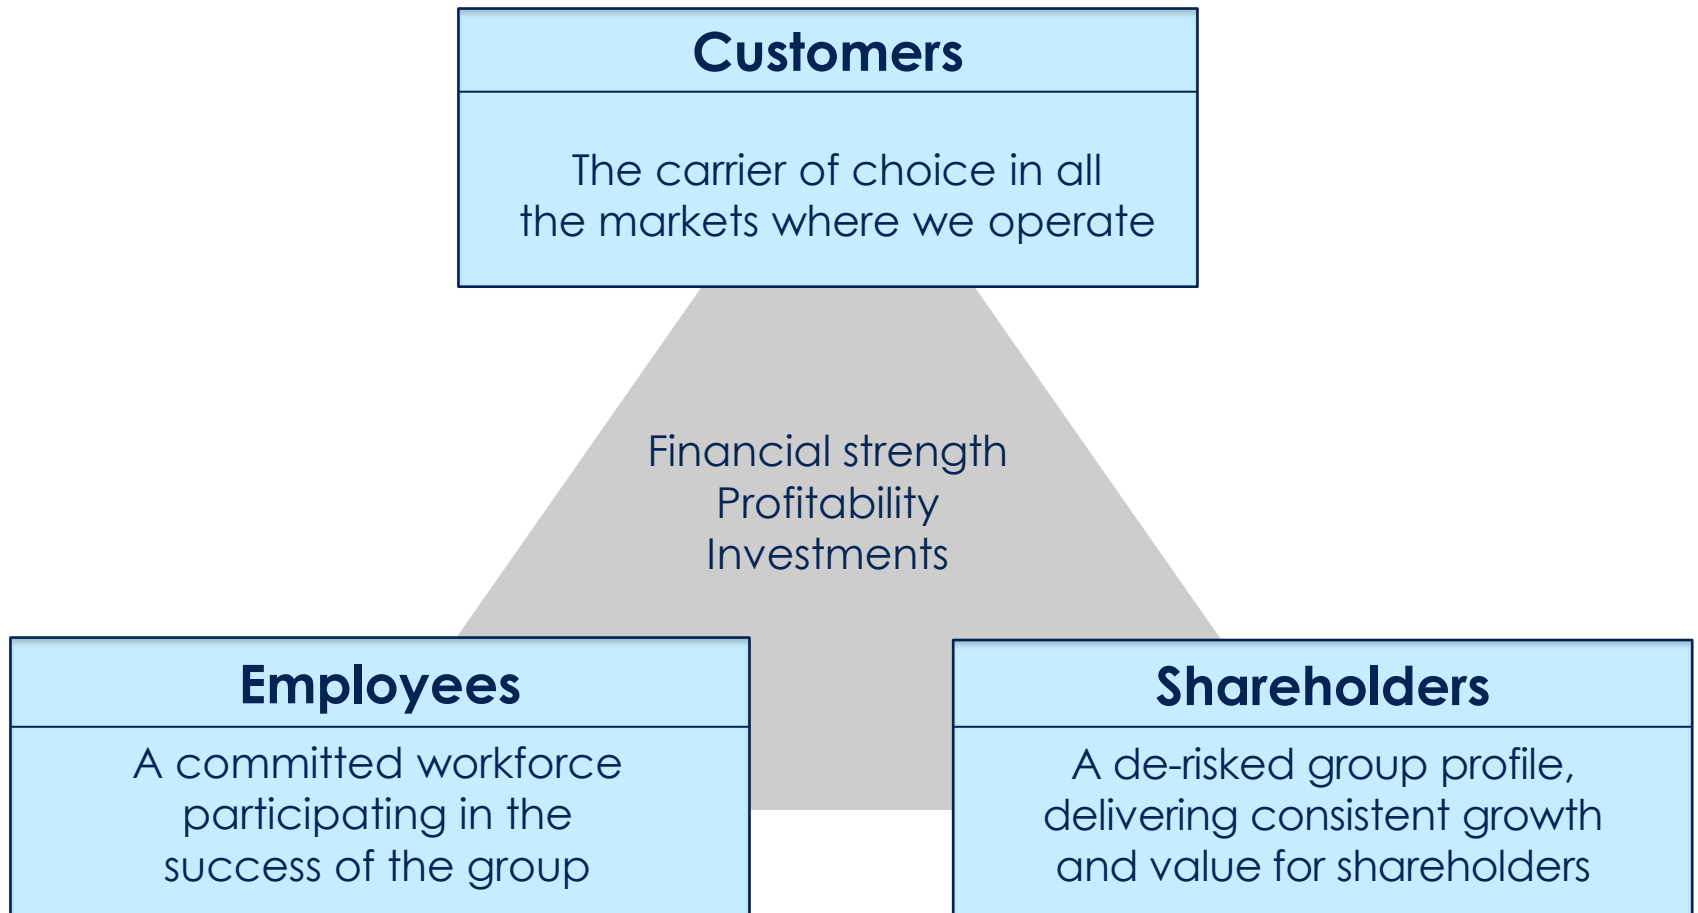 Customers
The carrier of choice in all
the markets where we operate
Financial strength
Profitability
Investments
Employees
A committed workforce
participating in the
success of the group
Shareholders
A de-risked group profile,
delivering consistent growth
and value for shareholders